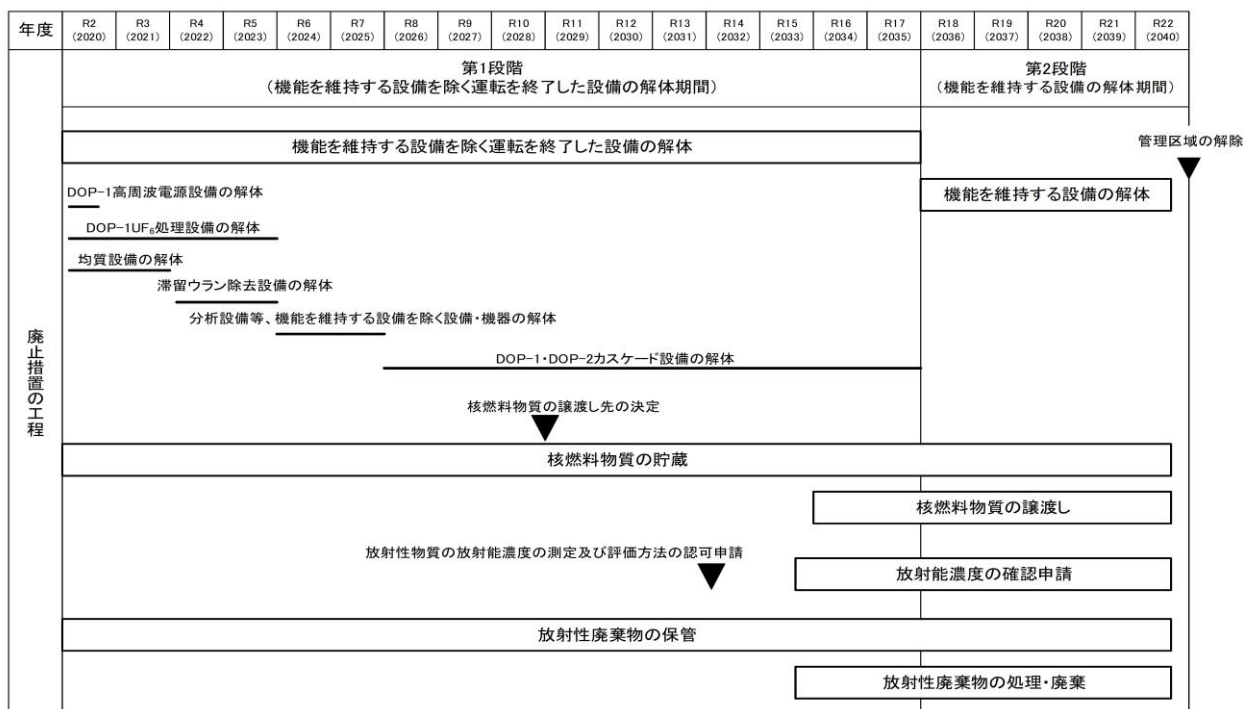 年度
R2
(2020)
R3
(2021)
R4
(2022)
R5
(2023)
R6
(2024)
R7
(2025)
R8
(2026)
R9
(2027)
R10
(2028)
R11
(2029)
R12
(2030)
R13
(2031)
R14
(2032)
R15
(2033)
R16
(2034)
R17
(2035)
R18
(2036)
R19
(2037)
R20
(2038)
R21
(2039)
R22
(2040)
廃止措置の工程
第1段階
(機能を維持する設備を除く運転を終了した設備の解体期間)
第2段階
(機能を維持する設備の解体期間)
機能を維持する設備を除く運転を終了した設備の解体
管理区域の解除
DOP-1高周波電源設備の解体
機能を維持する設備の解体
DOP-1UF₆処理設備の解体
均質設備の解体
滞留ウラン除去設備の解体
分析設備等、機能を維持する設備を除く設備・機器の解体
DOP-1・DOP-2カスケード設備の解体
核燃料物質の譲渡し先の決定
核燃料物質の貯蔵
核燃料物質の譲渡し
放射性物質の放射能濃度の測定及び評価方法の認可申請
放射能濃度の確認申請
放射性廃棄物の保管
放射性廃棄物の処理・廃棄